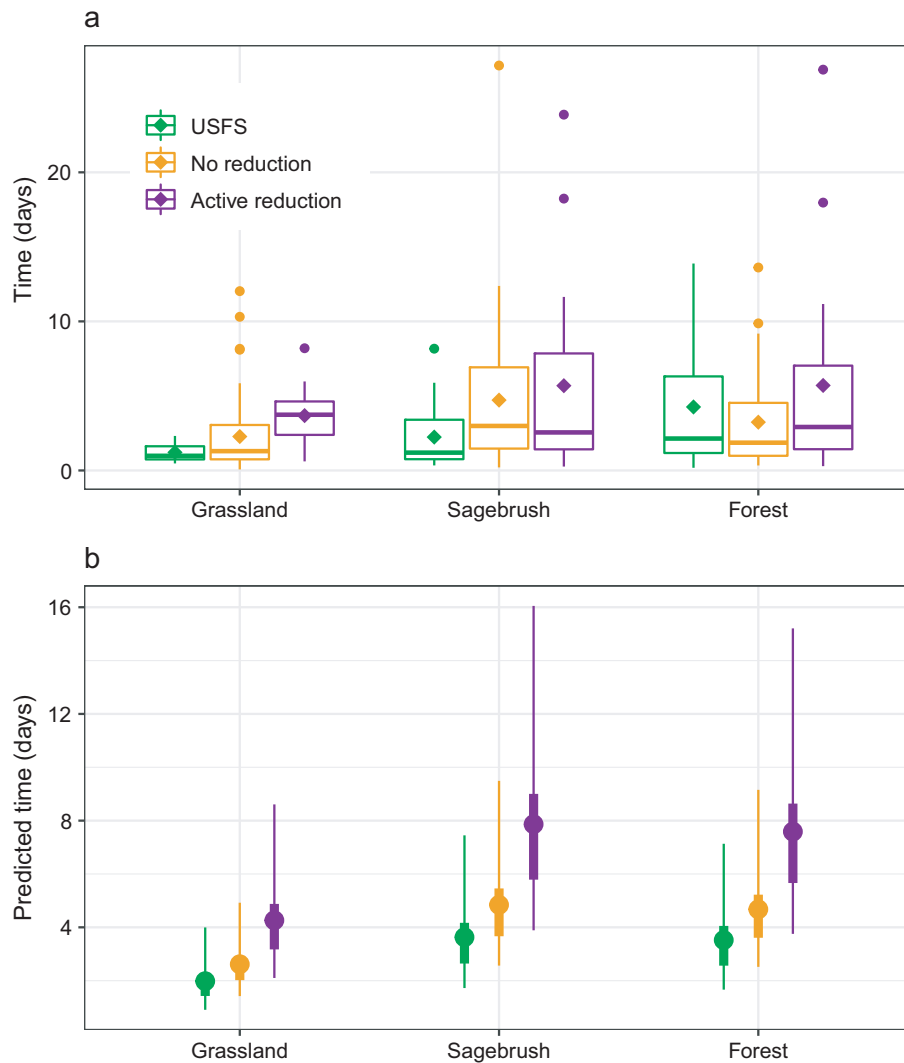 a
Time (days)
20
10
0
USFS
No reduction
Active reduction
Grassland Sagebrush Forest
b
Predicted time (days)
16
12
8
4
Grassland Sagebrush Forest